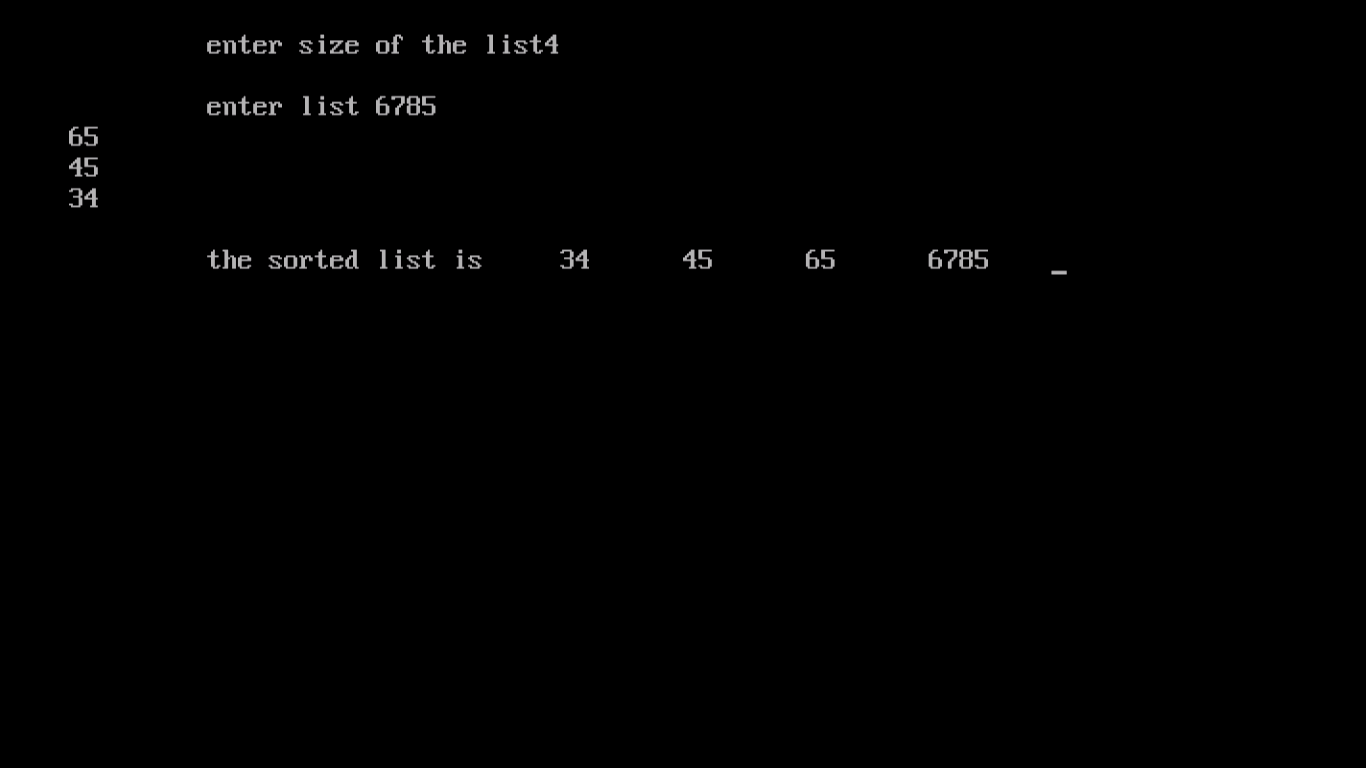 enter size of the list4
enter list 6785
65
45
34
the sorted list is 34 45 65 6785 _